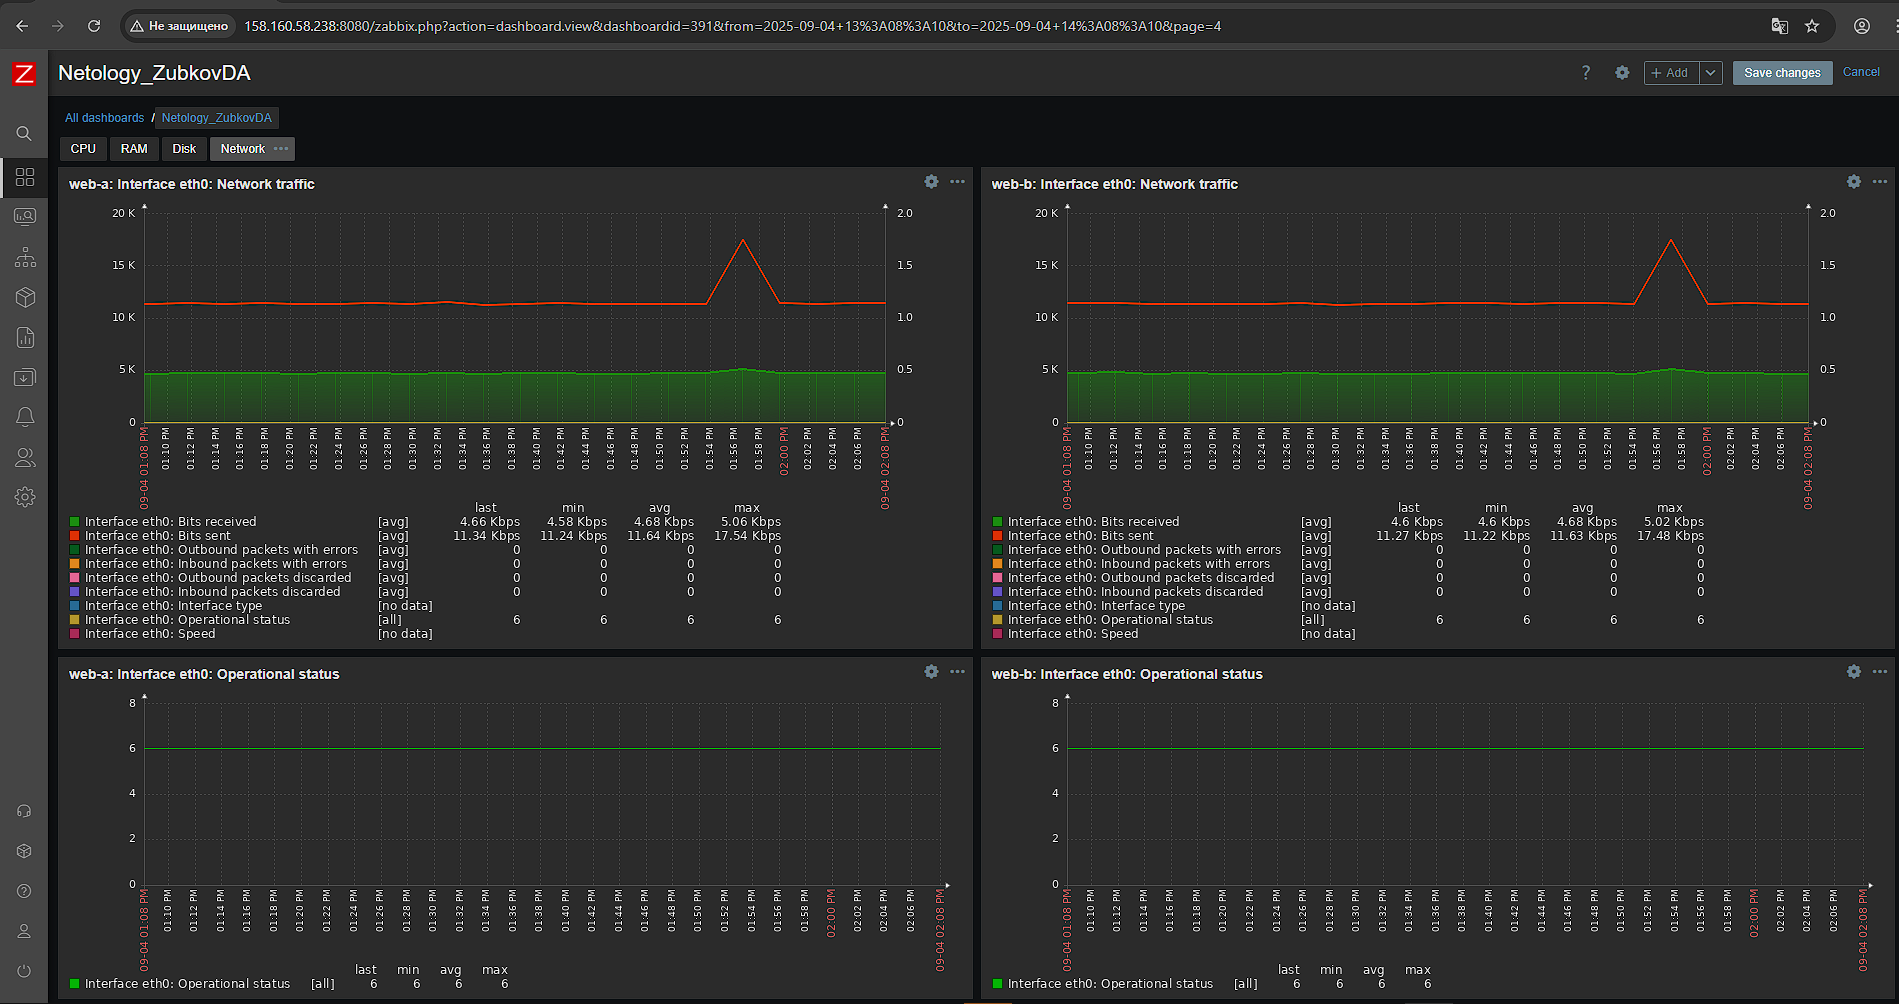 Не защищено
158.160.58.238:8080/zabbix.php?action=dashboard.view&dashboardid=391&from=2025-09-04+13%3A08%3A10&to=2025-09-04+14%3A08%3A10&page=4
Z
Netology_ZubkovDA
?
+ Add
Save changes
Cancel
All dashboards / Netology_ZubkovDA
CPU RAM Disk Network
web-a: Interface eth0: Network traffic
20 K 2.0
15 K 1.5
10 K 1.0
5 K 0.5
0 0
09-04 01:08 PM 01:10 PM 01:12 PM 01:14 PM 01:16 PM 01:18 PM 01:20 PM 01:22 PM 01:24 PM 01:26 PM 01:28 PM 01:30 PM 01:32 PM 01:34 PM 01:36 PM 01:38 PM 01:40 PM 01:42 PM 01:44 PM 01:46 PM 01:48 PM 01:50 PM 01:52 PM 01:54 PM 01:56 PM 01:58 PM 02:00 PM 02:02 PM 02:04 PM 02:06 PM 09-04 02:08 PM
last min avg max
Interface eth0: Bits received [avg] 4.66 Kbps 4.58 Kbps 4.68 Kbps 5.06 Kbps
Interface eth0: Bits sent [avg] 11.34 Kbps 11.24 Kbps 11.64 Kbps 17.54 Kbps
Interface eth0: Outbound packets with errors [avg] 0 0 0 0
Interface eth0: Inbound packets with errors [avg] 0 0 0 0
Interface eth0: Outbound packets discarded [avg] 0 0 0 0
Interface eth0: Inbound packets discarded [avg] 0 0 0 0
Interface eth0: Interface type [no data]
Interface eth0: Operational status [all] 6 6 6 6
Interface eth0: Speed [no data]
web-b: Interface eth0: Network traffic
20 K 2.0
15 K 1.5
10 K 1.0
5 K 0.5
0 0
09-04 01:08 PM 01:10 PM 01:12 PM 01:14 PM 01:16 PM 01:18 PM 01:20 PM 01:22 PM 01:24 PM 01:26 PM 01:28 PM 01:30 PM 01:32 PM 01:34 PM 01:36 PM 01:38 PM 01:40 PM 01:42 PM 01:44 PM 01:46 PM 01:48 PM 01:50 PM 01:52 PM 01:54 PM 01:56 PM 01:58 PM 02:00 PM 02:02 PM 02:04 PM 02:06 PM 09-04 02:08 PM
last min avg max
Interface eth0: Bits received [avg] 4.6 Kbps 4.6 Kbps 4.68 Kbps 5.02 Kbps
Interface eth0: Bits sent [avg] 11.27 Kbps 11.22 Kbps 11.63 Kbps 17.48 Kbps
Interface eth0: Outbound packets with errors [avg] 0 0 0 0
Interface eth0: Inbound packets with errors [avg] 0 0 0 0
Interface eth0: Outbound packets discarded [avg] 0 0 0 0
Interface eth0: Inbound packets discarded [avg] 0 0 0 0
Interface eth0: Interface type [no data]
Interface eth0: Operational status [all] 6 6 6 6
Interface eth0: Speed [no data]
web-a: Interface eth0: Operational status
8
6
4
2
0
09-04 01:08 PM 01:10 PM 01:12 PM 01:14 PM 01:16 PM 01:18 PM 01:20 PM 01:22 PM 01:24 PM 01:26 PM 01:28 PM 01:30 PM 01:32 PM 01:34 PM 01:36 PM 01:38 PM 01:40 PM 01:42 PM 01:44 PM 01:46 PM 01:48 PM 01:50 PM 01:52 PM 01:54 PM 01:56 PM 01:58 PM 02:00 PM 02:02 PM 02:04 PM 02:06 PM 09-04 02:08 PM
last min avg max
Interface eth0: Operational status [all] 6 6 6 6
web-b: Interface eth0: Operational status
8
6
4
2
0
09-04 01:08 PM 01:10 PM 01:12 PM 01:14 PM 01:16 PM 01:18 PM 01:20 PM 01:22 PM 01:24 PM 01:26 PM 01:28 PM 01:30 PM 01:32 PM 01:34 PM 01:36 PM 01:38 PM 01:40 PM 01:42 PM 01:44 PM 01:46 PM 01:48 PM 01:50 PM 01:52 PM 01:54 PM 01:56 PM 01:58 PM 02:00 PM 02:02 PM 02:04 PM 02:06 PM 09-04 02:08 PM
last min avg max
Interface eth0: Operational status [all] 6 6 6 6